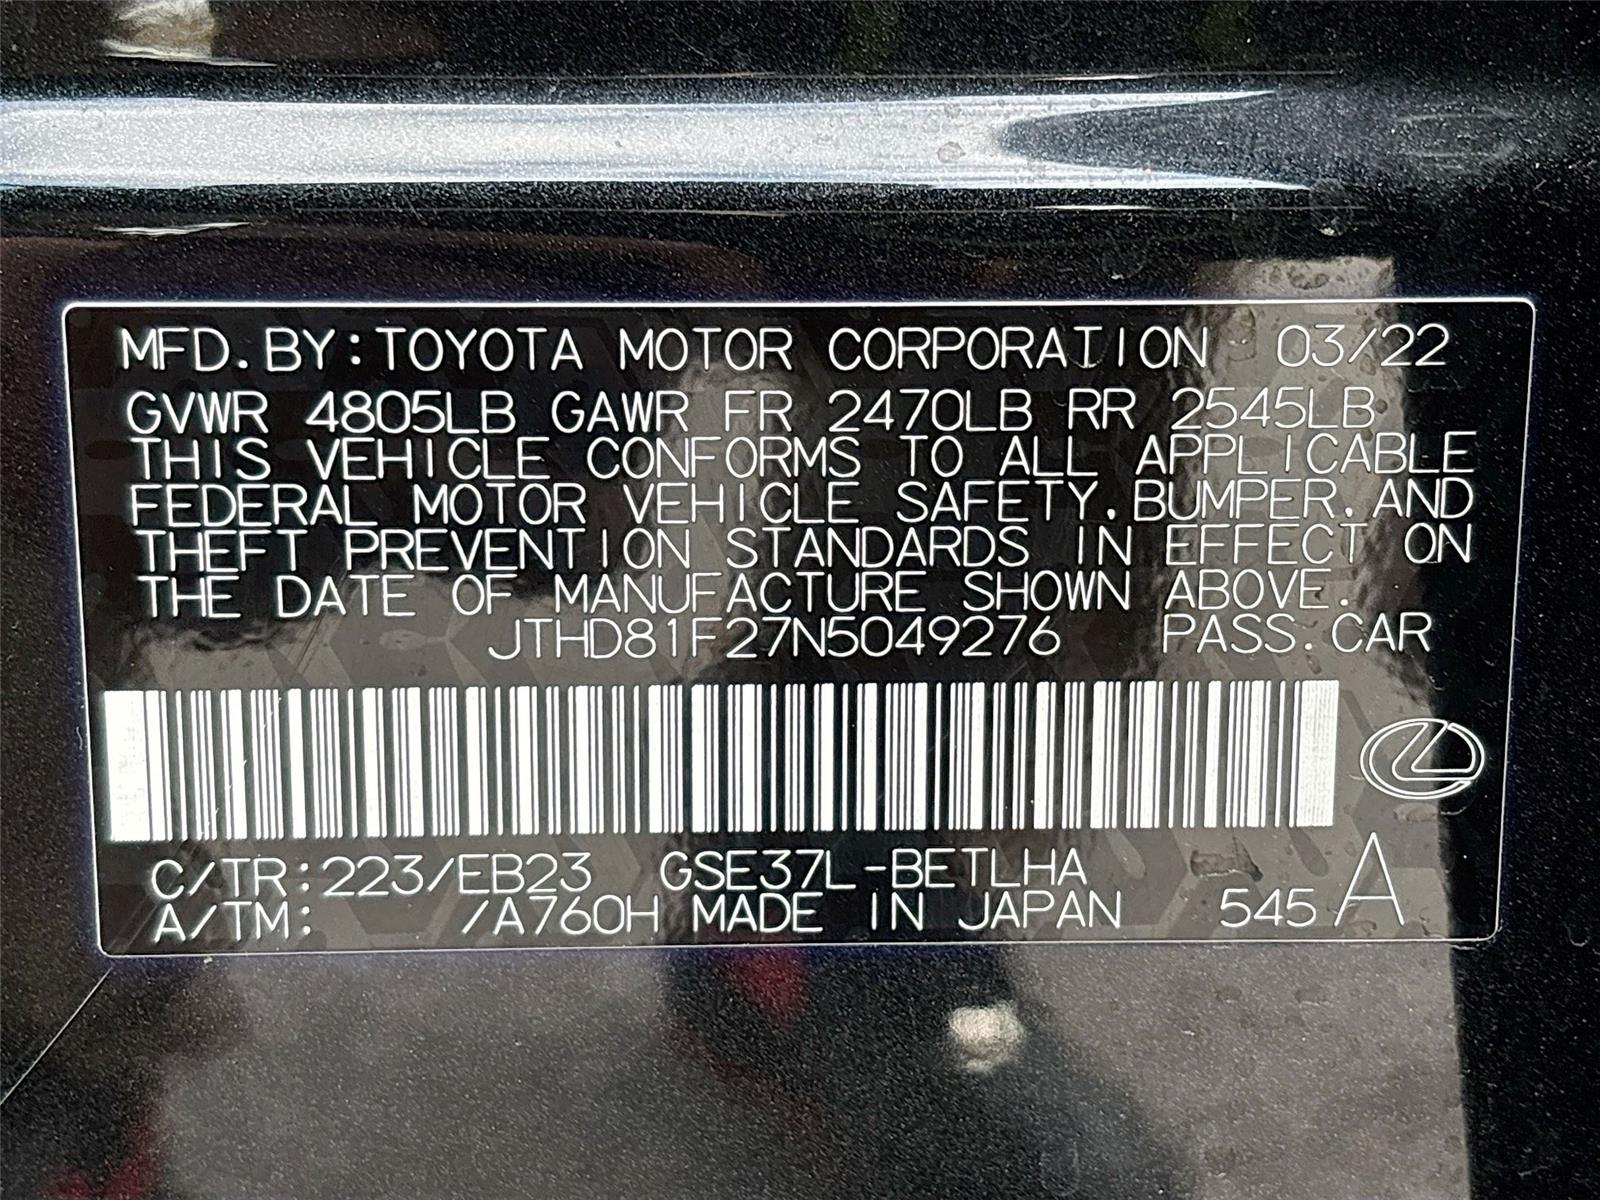 MFD.BY:TOYOTA MOTOR CORPORATION 03/22
GVWR 4805LB GAWR FR 2470LB RR 2545LB
THIS VEHICLE CONFORMS TO ALL APPLICABLE
FEDERAL MOTOR VEHICLE SAFETY,BUMPER,AND
THEFT PREVENTION STANDARDS IN EFFECT ON
THE DATE OF MANUFACTURE SHOWN ABOVE.
JTHD81F27N5049276 PASS.CAR
C/TR:223/EB23 GSE37L-BETLHA
A/TM: /A760H MADE IN JAPAN 545 A